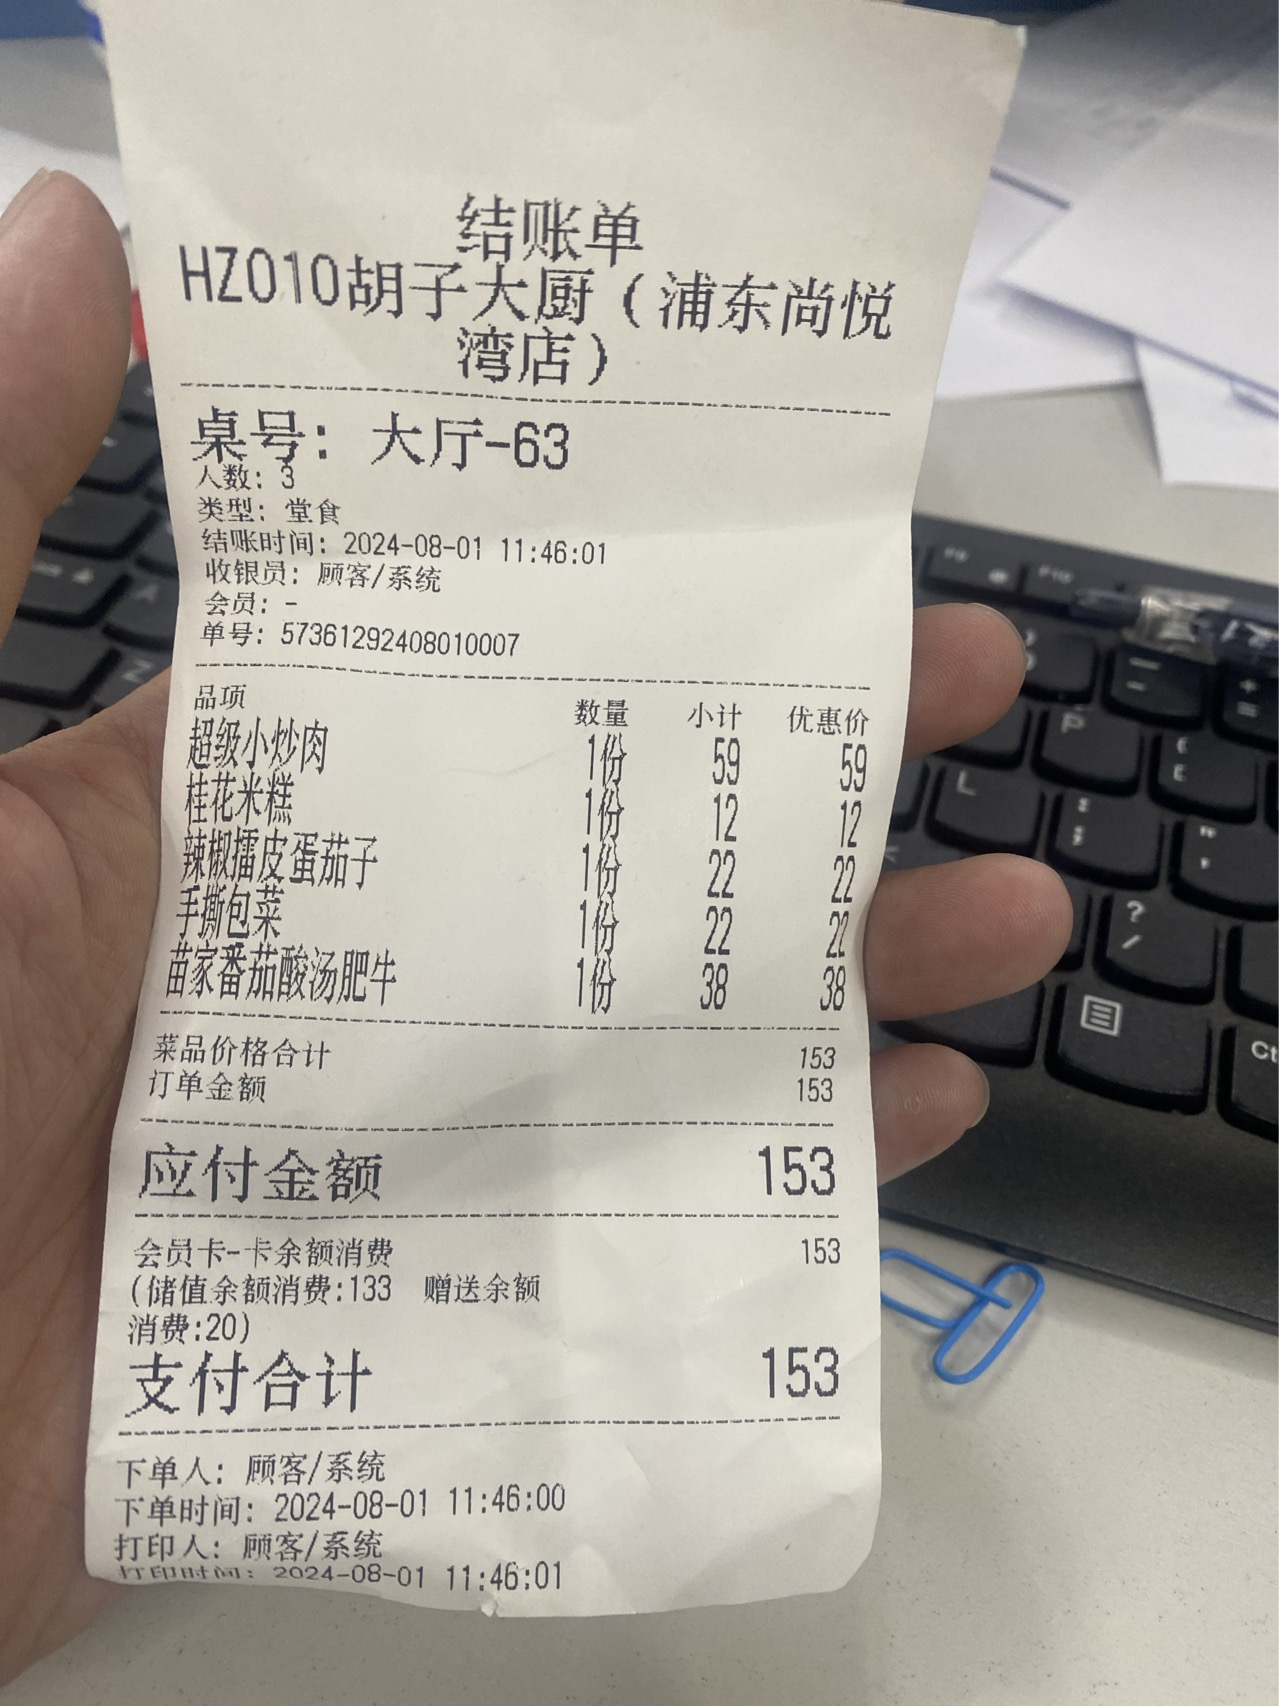 结账单
HZ010胡子大厨（浦东尚悦
湾店）
桌号：大厅-63
人数：3
类型：堂食
结账时间：2024-08-01 11:46:01
收银员：顾客/系统
会员：-
单号：57361292408010007
品项 数量 小计 优惠价
超级小炒肉 1份 59 59
桂花米糕 1份 12 12
辣椒擂皮蛋茄子 1份 22 22
手撕包菜 1份 22 22
苗家番茄酸汤肥牛 1份 38 38
菜品价格合计 153
订单金额 153
应付金额 153
会员卡-卡余额消费 153
(储值余额消费:133 赠送余额
消费:20)
支付合计 153
下单人：顾客/系统
下单时间：2024-08-01 11:46:00
打印人：顾客/系统
打印时间：2024-08-01 11:46:01
F9
F10
A
Z
P
L
£
?
/
Ct